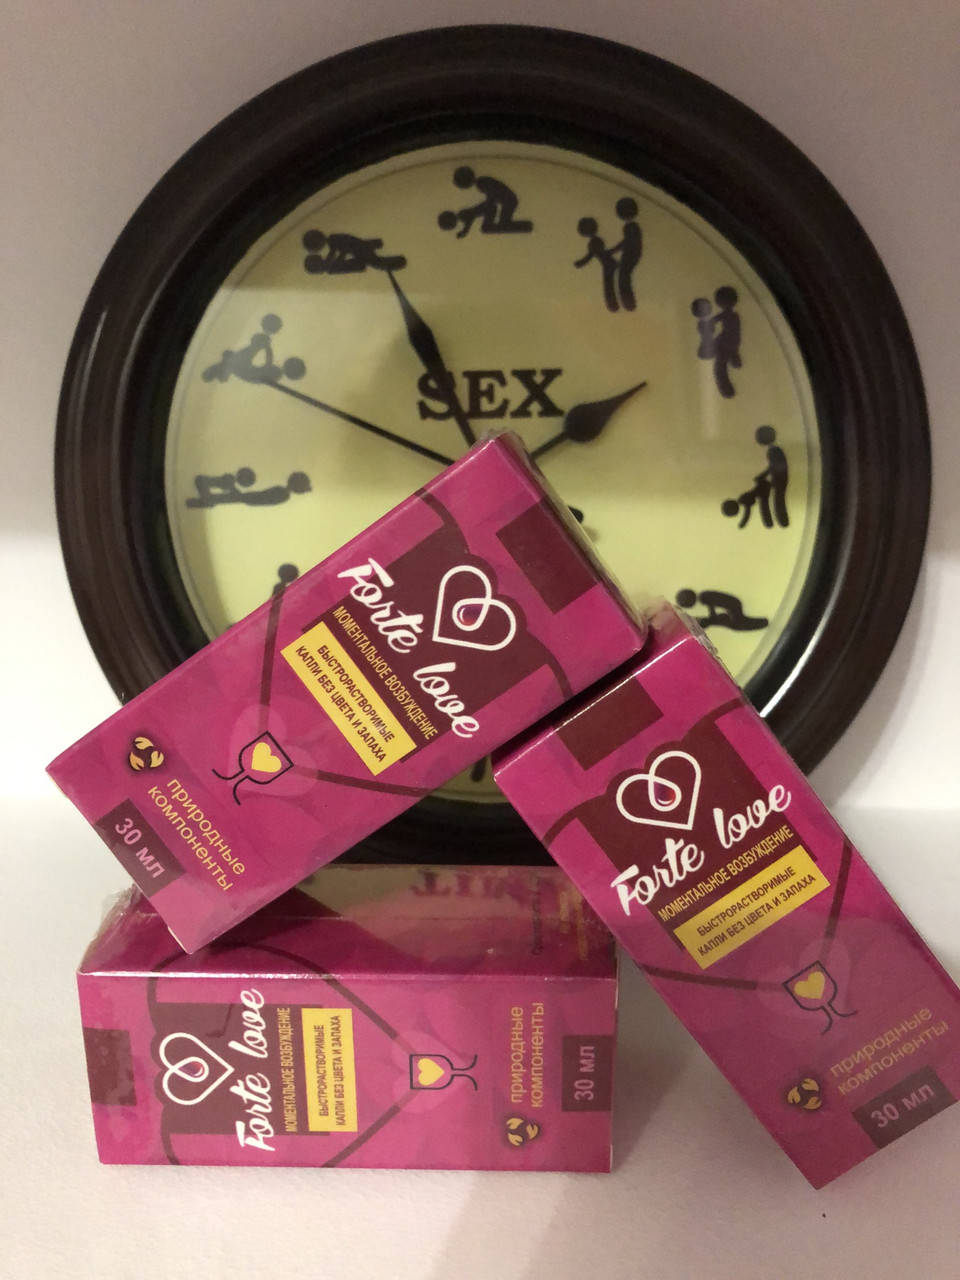 SEX
Forte love
МОМЕНТАЛЬНОЕ ВОЗБУЖДЕНИЕ
БЫСТРОРАСТВОРИМЫЕ
КАПЛИ БЕЗ ЦВЕТА И ЗАПАХА
природные
компоненты
30 мл
Forte love
МОМЕНТАЛЬНОЕ ВОЗБУЖДЕНИЕ
БЫСТРОРАСТВОРИМЫЕ
КАПЛИ БЕЗ ЦВЕТА И ЗАПАХА
природные
компоненты
30 мл
Forte love
МОМЕНТАЛЬНОЕ ВОЗБУЖДЕНИЕ
БЫСТРОРАСТВОРИМЫЕ
КАПЛИ БЕЗ ЦВЕТА И ЗАПАХА
природные
компоненты
30 мл